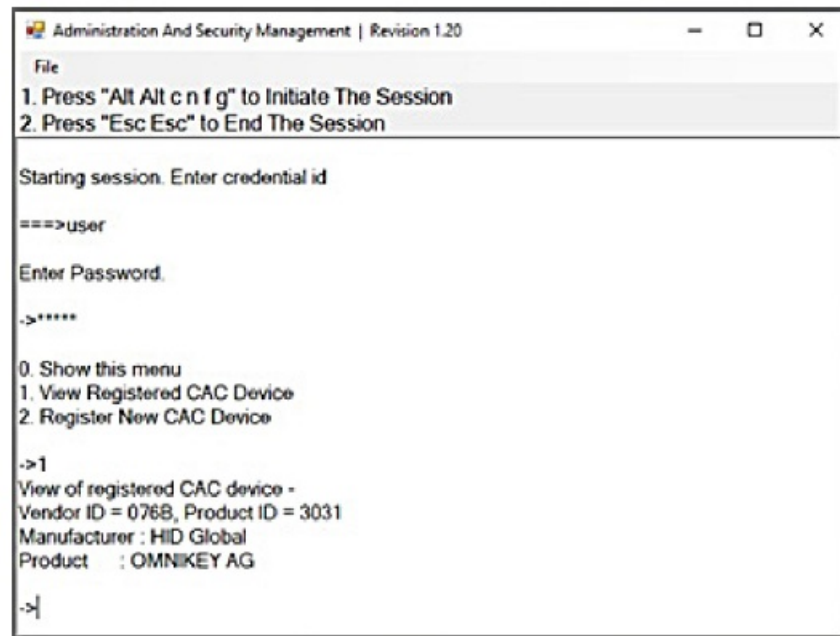 Administration And Security Management | Revision 1.20
File
1. Press "Alt Alt c n f g" to Initiate The Session
2. Press "Esc Esc" to End The Session
Starting session. Enter credential id
===>user
Enter Password.
->*****
0. Show this menu
1. View Registered CAC Device
2. Register New CAC Device
->1
View of registered CAC device -
Vendor ID = 076B, Product ID = 3031
Manufacturer : HID Global
Product : OMNIKEY AG
->